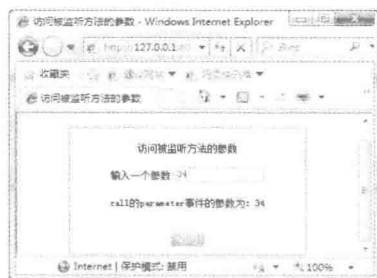 访问被监听方法的参数 - Windows Internet Explorer
127.0.0.1
Bing
收藏夹
访问被监听方法的参数
访问被监听方法的参数
输入一个参数 34
call的parameter事件的参数为: 34
Internet | 保护模式: 禁用
100%